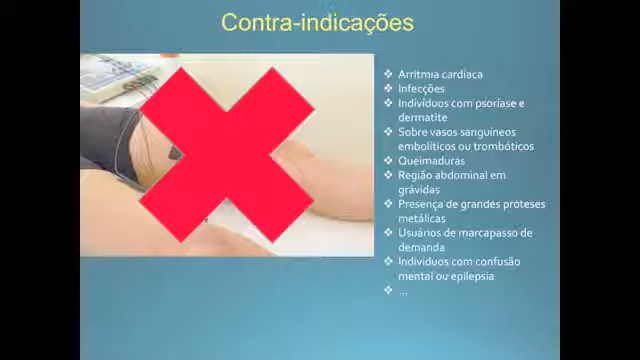 Contra-indicações
❖ Arritmia cardíaca
❖ Infecções
❖ Indivíduos com psoríase e
dermatite
❖ Sobre vasos sanguíneos
embolíticos ou trombóticos
❖ Queimaduras
❖ Região abdominal em
grávidas
❖ Presença de grandes próteses
metálicas
❖ Usuários de marcapasso de
demanda
❖ Indivíduos com confusão
mental ou epilepsia
❖ ...